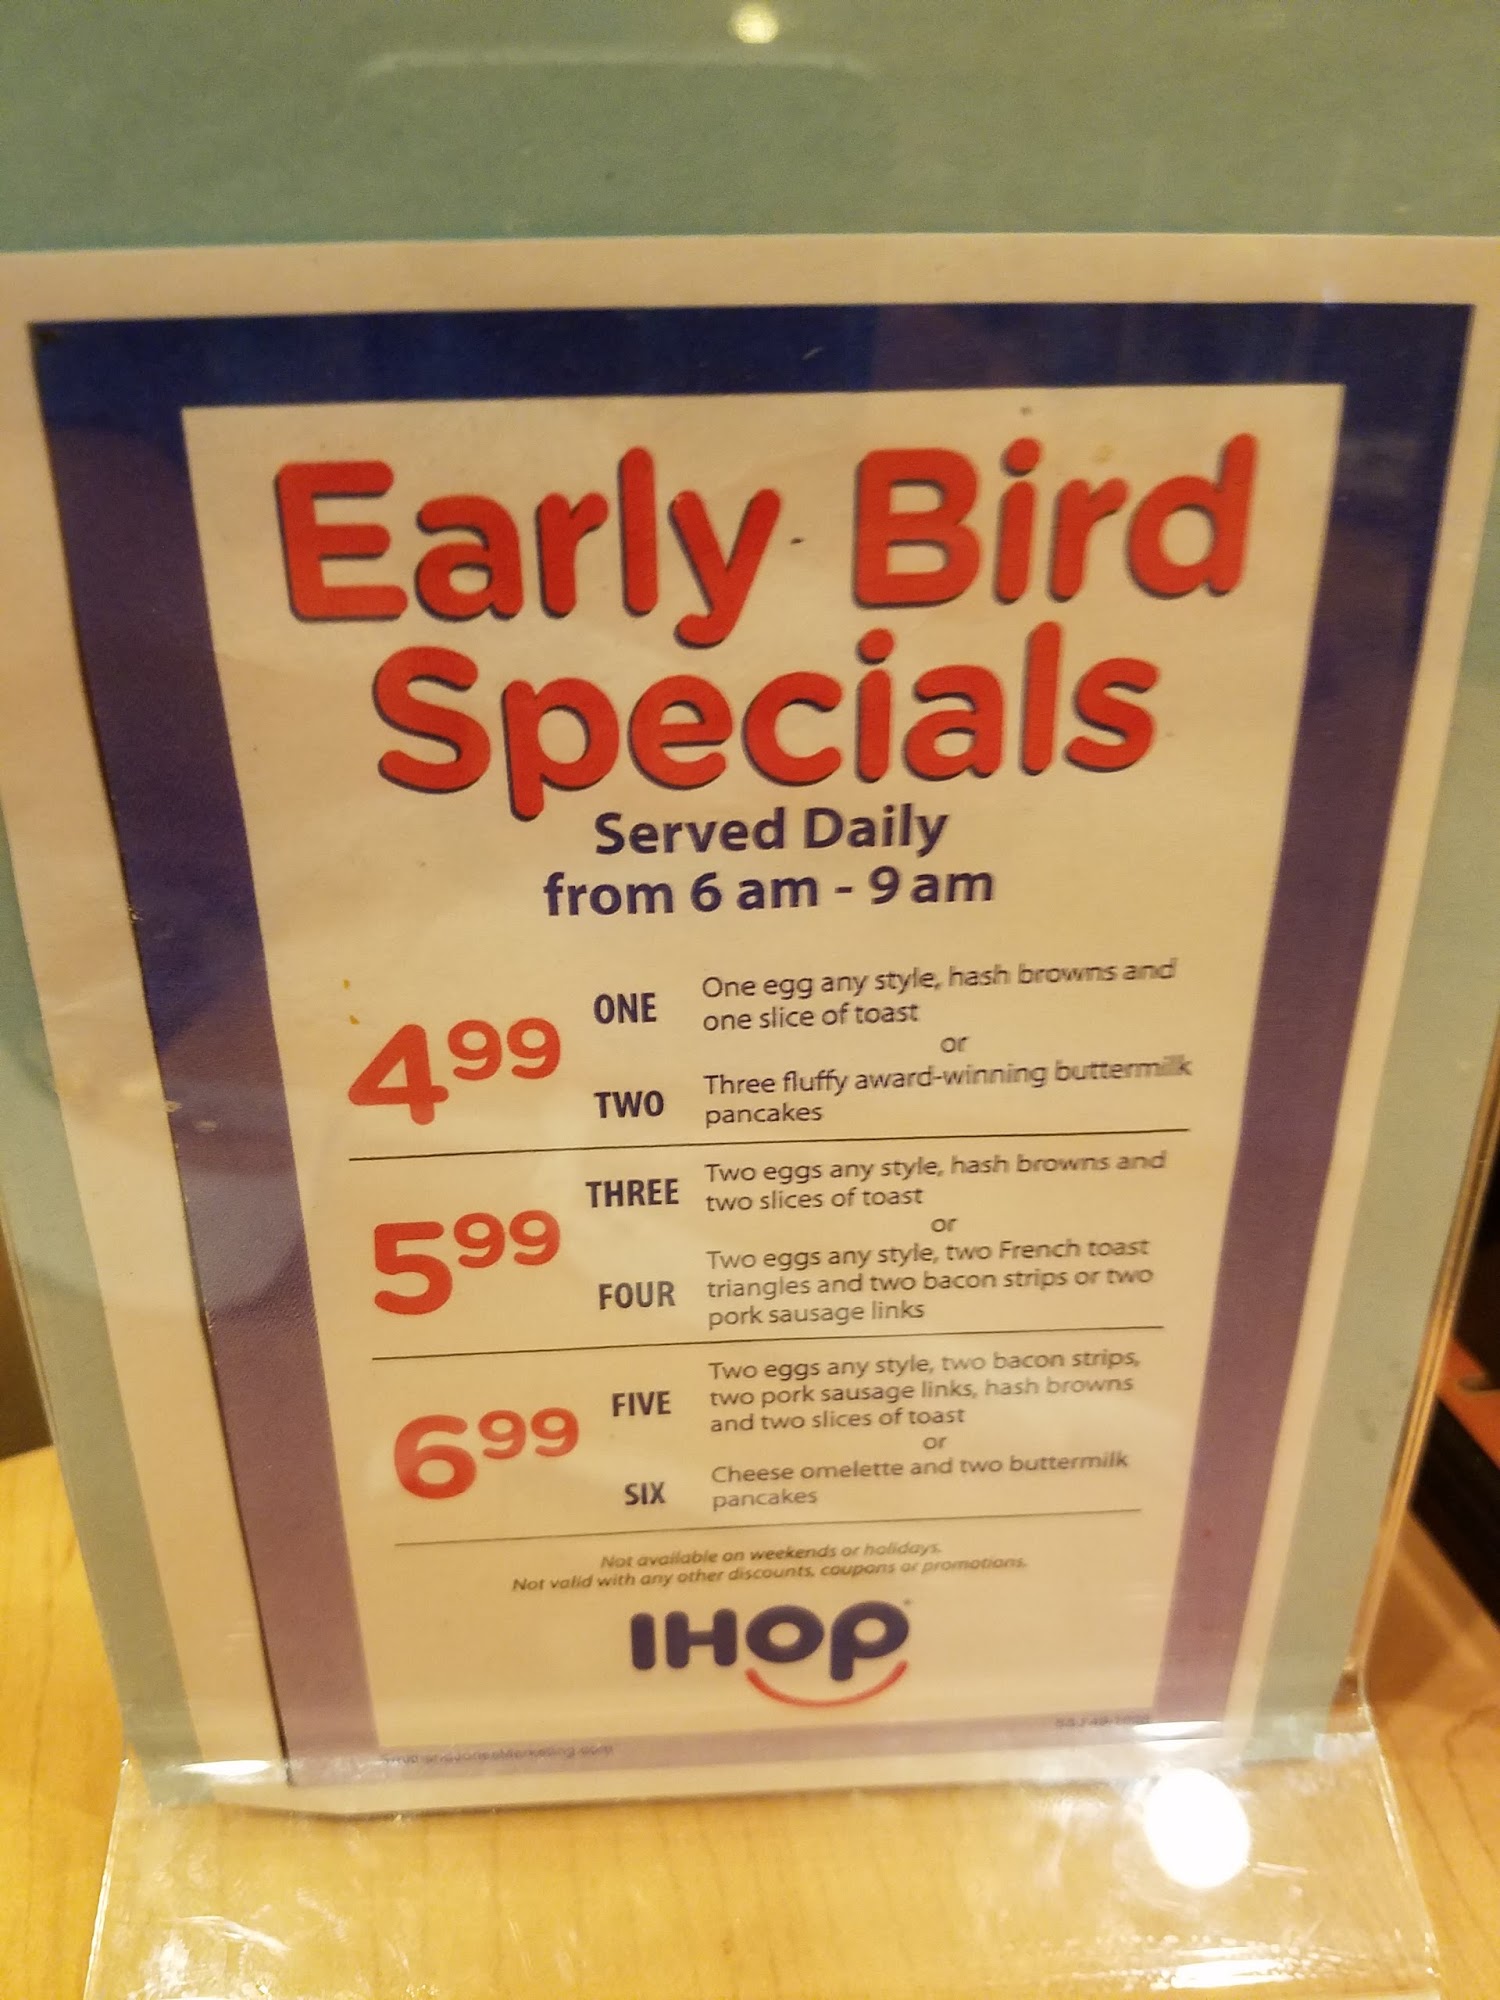 Early Bird
Specials
Served Daily
from 6 am - 9 am
4.99
ONE
One egg any style, hash browns and
one slice of toast
or
TWO
Three fluffy award-winning buttermilk
pancakes
5.99
THREE
Two eggs any style, hash browns and
two slices of toast
or
FOUR
Two eggs any style, two French toast
triangles and two bacon strips or two
pork sausage links
6.99
FIVE
Two eggs any style, two bacon strips,
two pork sausage links, hash browns
and two slices of toast
or
SIX
Cheese omelette and two buttermilk
pancakes
Not available on weekends or holidays.
Not valid with any other discounts, coupons or promotions.
IHOP